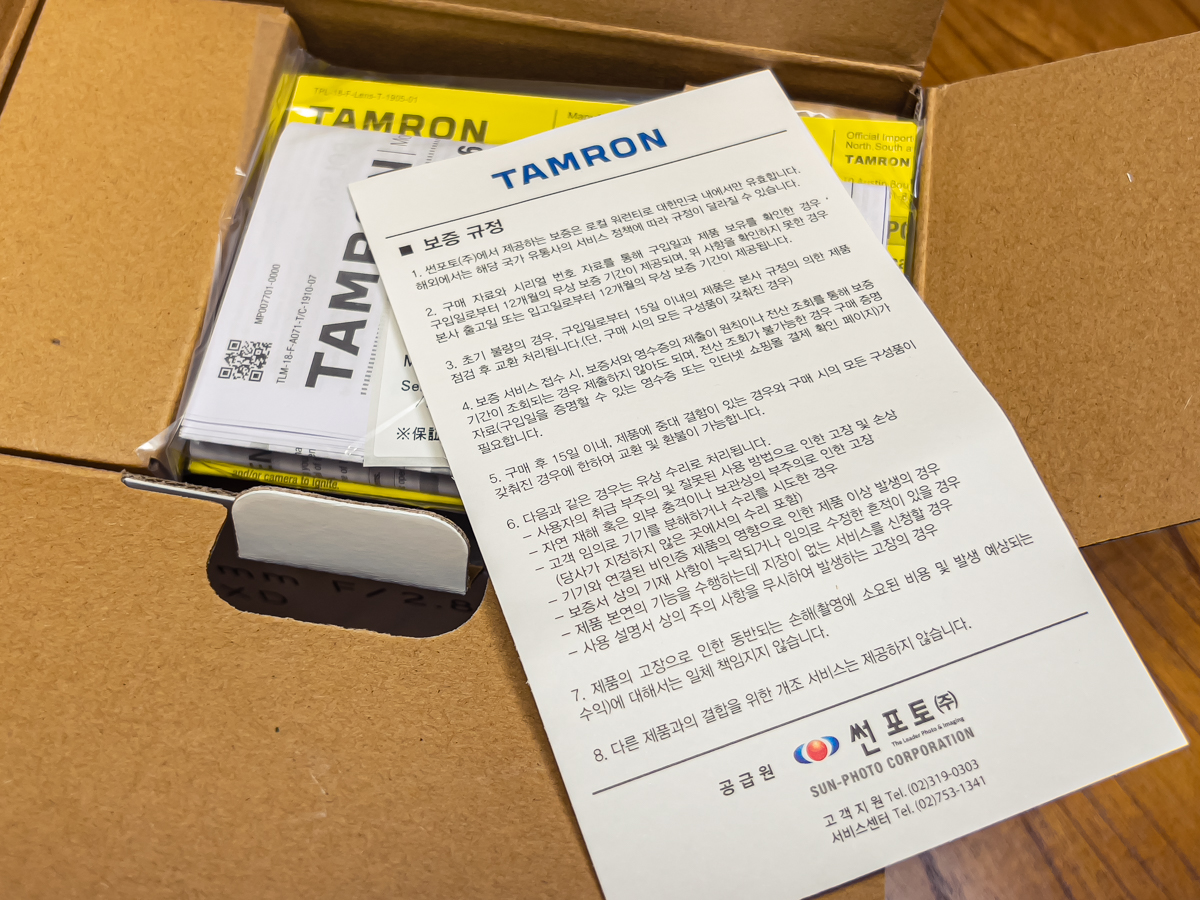 TPL-18-F-Lens-T-1905-01
TAMRON
Official Import
North,South a
TAMRON
MP007701-0000
TLM-18-F-A071-T/C-1910-07
※保証
and/or camera to ignite.
mm F/2.8
XD
TAMRON
■ 보증 규정
1. 썬포토(주)에서 제공하는 보증은 로컬 워런티로 대한민국 내에서만 유효합니다.
해외에서는 해당 국가 유통사의 서비스 정책에 따라 규정이 달라질 수 있습니다.
2. 구매 자료와 시리얼 번호 자료를 통해 구입일과 제품 보유를 확인한 경우,
구입일로부터 12개월의 무상 보증 기간이 제공되며, 위 사항을 확인하지 못한 경우
본사 출고일 또는 입고일로부터 12개월의 무상 보증 기간이 제공됩니다.
3. 초기 불량의 경우, 구입일로부터 15일 이내의 제품은 본사 규정의 의한 제품
점검 후 교환 처리됩니다.(단, 구매 시의 모든 구성품이 갖춰진 경우)
4. 보증 서비스 접수 시, 보증서와 영수증의 제출이 원칙이나 전산 조회를 통해 보증
기간이 조회되는 경우 제출하지 않아도 되며, 전산 조회가 불가능한 경우 구매 증명
자료(구입일을 증명할 수 있는 영수증 또는 인터넷 쇼핑몰 결제 확인 페이지)가
필요합니다.
5. 구매 후 15일 이내, 제품에 중대 결함이 있는 경우와 구매 시의 모든 구성품이
갖춰진 경우에 한하여 교환 및 환불이 가능합니다.
6. 다음과 같은 경우는 유상 수리로 처리됩니다.
– 사용자의 취급 부주의 및 잘못된 사용 방법으로 인한 고장 및 손상
– 자연 재해 혹은 외부 충격이나 보관상의 부주의로 인한 고장
– 고객 임의로 기기를 분해하거나 수리를 시도한 경우
(당사가 지정하지 않은 곳에서의 수리 포함)
– 기기와 연결된 비인증 제품의 영향으로 인한 제품 이상 발생의 경우
– 보증서 상의 기재 사항이 누락되거나 임의로 수정한 흔적이 있을 경우
– 제품 본연의 기능을 수행하는데 지장이 없는 서비스를 신청할 경우
– 사용 설명서 상의 주의 사항을 무시하여 발생하는 고장의 경우
7. 제품의 고장으로 인한 동반되는 손해(촬영에 소요된 비용 및 발생 예상되는
수익)에 대해서는 일체 책임지지 않습니다.
8. 다른 제품과의 결합을 위한 개조 서비스는 제공하지 않습니다.
공급원
썬포토(주)
The Leader Photo & Imaging
SUN-PHOTO CORPORATION
고객지원 Tel. (02)319-0303
서비스센터 Tel. (02)753-1341